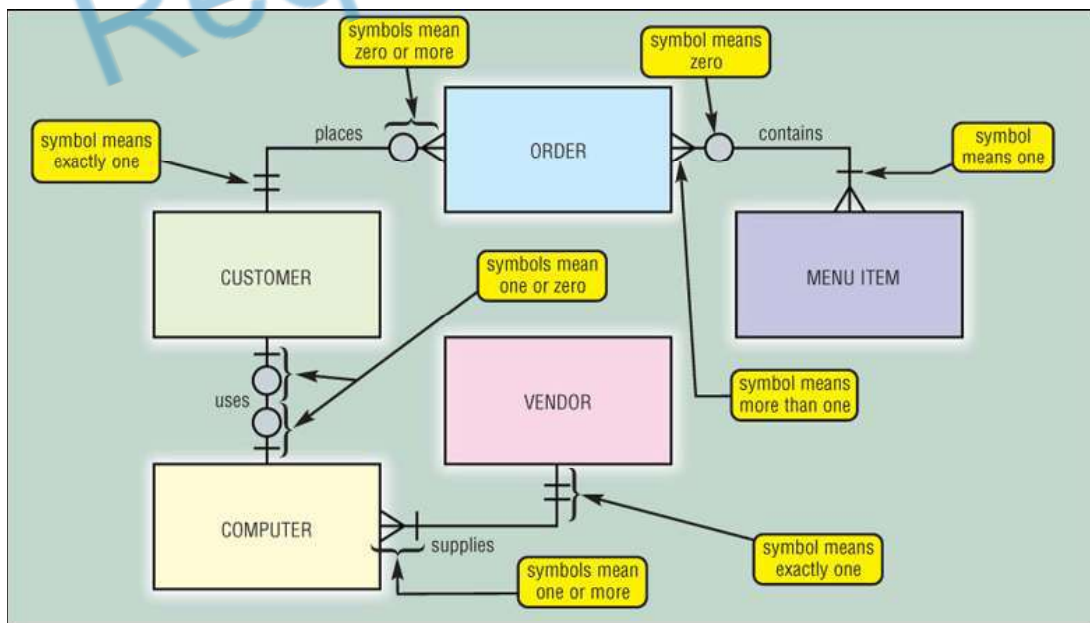 symbols mean
zero or more
symbol means
zero
symbol means
exactly one
places
ORDER
contains
symbol
means one
CUSTOMER
symbols mean
one or zero
MENU ITEM
uses
VENDOR
symbol means
more than one
COMPUTER
supplies
symbols mean
one or more
symbol means
exactly one